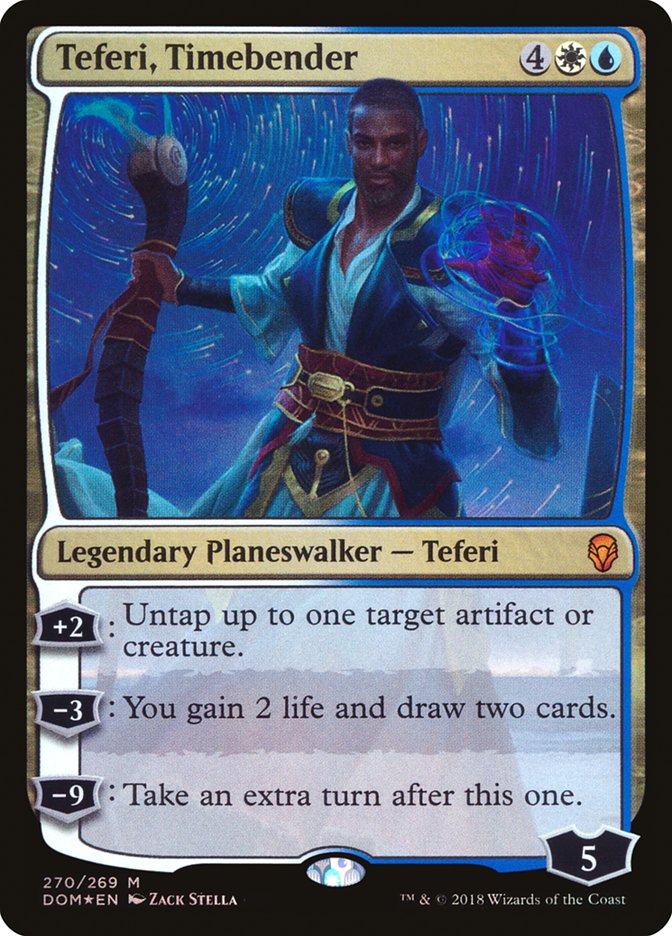 Teferi, Timebender 4
Legendary Planeswalker — Teferi
+2 : Untap up to one target artifact or
creature.
−3 : You gain 2 life and draw two cards.
−9 : Take an extra turn after this one.
5
270/269 M
DOM★EN Zack Stella
™ & © 2018 Wizards of the Coast